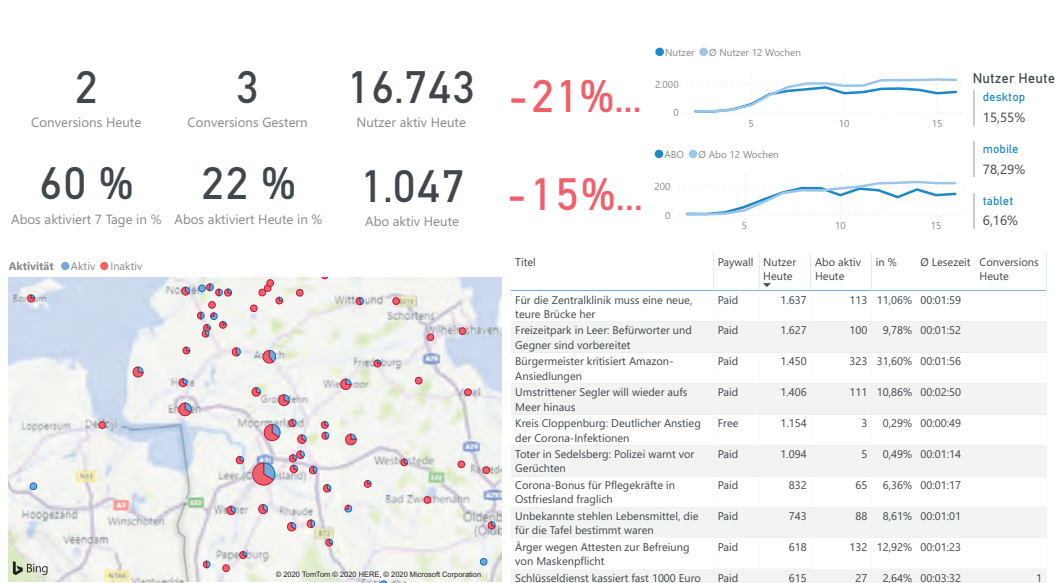 2
Conversions Heute
3
Conversions Gestern
16.743
Nutzer aktiv Heute
-21%...
Nutzer Ø Nutzer 12 Wochen
2.000
0
5 10 15
Nutzer Heute
desktop
15,55%
mobile
78,29%
tablet
6,16%
60 %
Abos aktiviert 7 Tage in %
22 %
Abos aktiviert Heute in %
1.047
Abo aktiv Heute
-15%...
ABO Ø Abo 12 Wochen
200
0
5 10 15
Aktivität Aktiv Inaktiv
Wittmund
Schortens
Wilhelmshaven
Friedeburg
Loppersum
Delfzijl
Leer (Ostfriesland)
Westerstede
Bad Zwischenahn
Hoogezand
Winschoten
Weener
Rhaude
Veendam
Papenburg
Bing
© 2020 TomTom © 2020 HERE, © 2020 Microsoft Corporation
Titel Paywall Nutzer Heute Abo aktiv Heute in % Ø Lesezeit Conversions Heute
Für die Zentralklinik muss eine neue, Paid 1.637 113 11,06% 00:01:59
teure Brücke her
Freizeitpark in Leer: Befürworter und Paid 1.627 100 9,78% 00:01:52
Gegner sind vorbereitet
Bürgermeister kritisiert Amazon- Paid 1.450 323 31,60% 00:01:56
Ansiedlungen
Umstrittener Segler will wieder aufs Paid 1.406 111 10,86% 00:02:50
Meer hinaus
Kreis Cloppenburg: Deutlicher Anstieg Free 1.154 3 0,29% 00:00:49
der Corona-Infektionen
Toter in Sedelsberg: Polizei warnt vor Paid 1.094 5 0,49% 00:01:14
Gerüchten
Corona-Bonus für Pflegekräfte in Paid 832 65 6,36% 00:01:17
Ostfriesland fraglich
Unbekannte stehlen Lebensmittel, die Paid 743 88 8,61% 00:01:01
für die Tafel bestimmt waren
Ärger wegen Attesten zur Befreiung Paid 618 132 12,92% 00:01:23
von Maskenpflicht
Schlüsseldienst kassiert fast 1000 Euro Paid 615 27 2,64% 00:03:32 1